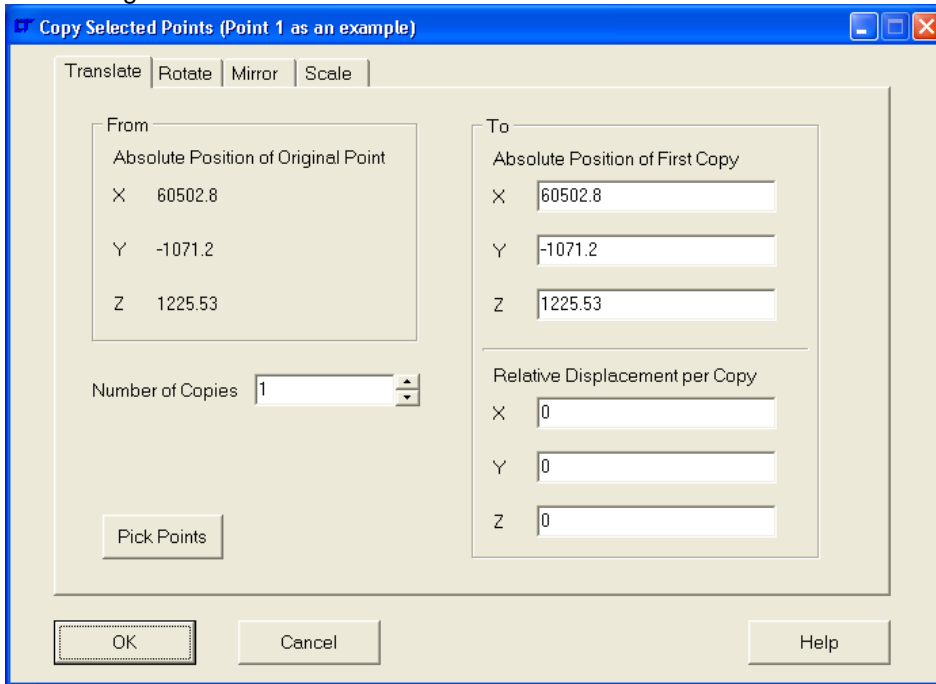 Copy Selected Points (Point 1 as an example)
Translate Rotate Mirror Scale
From
Absolute Position of Original Point
X 60502.8
Y -1071.2
Z 1225.53
Number of Copies 1
Pick Points
To
Absolute Position of First Copy
X 60502.8
Y -1071.2
Z 1225.53
Relative Displacement per Copy
X 0
Y 0
Z 0
OK Cancel Help